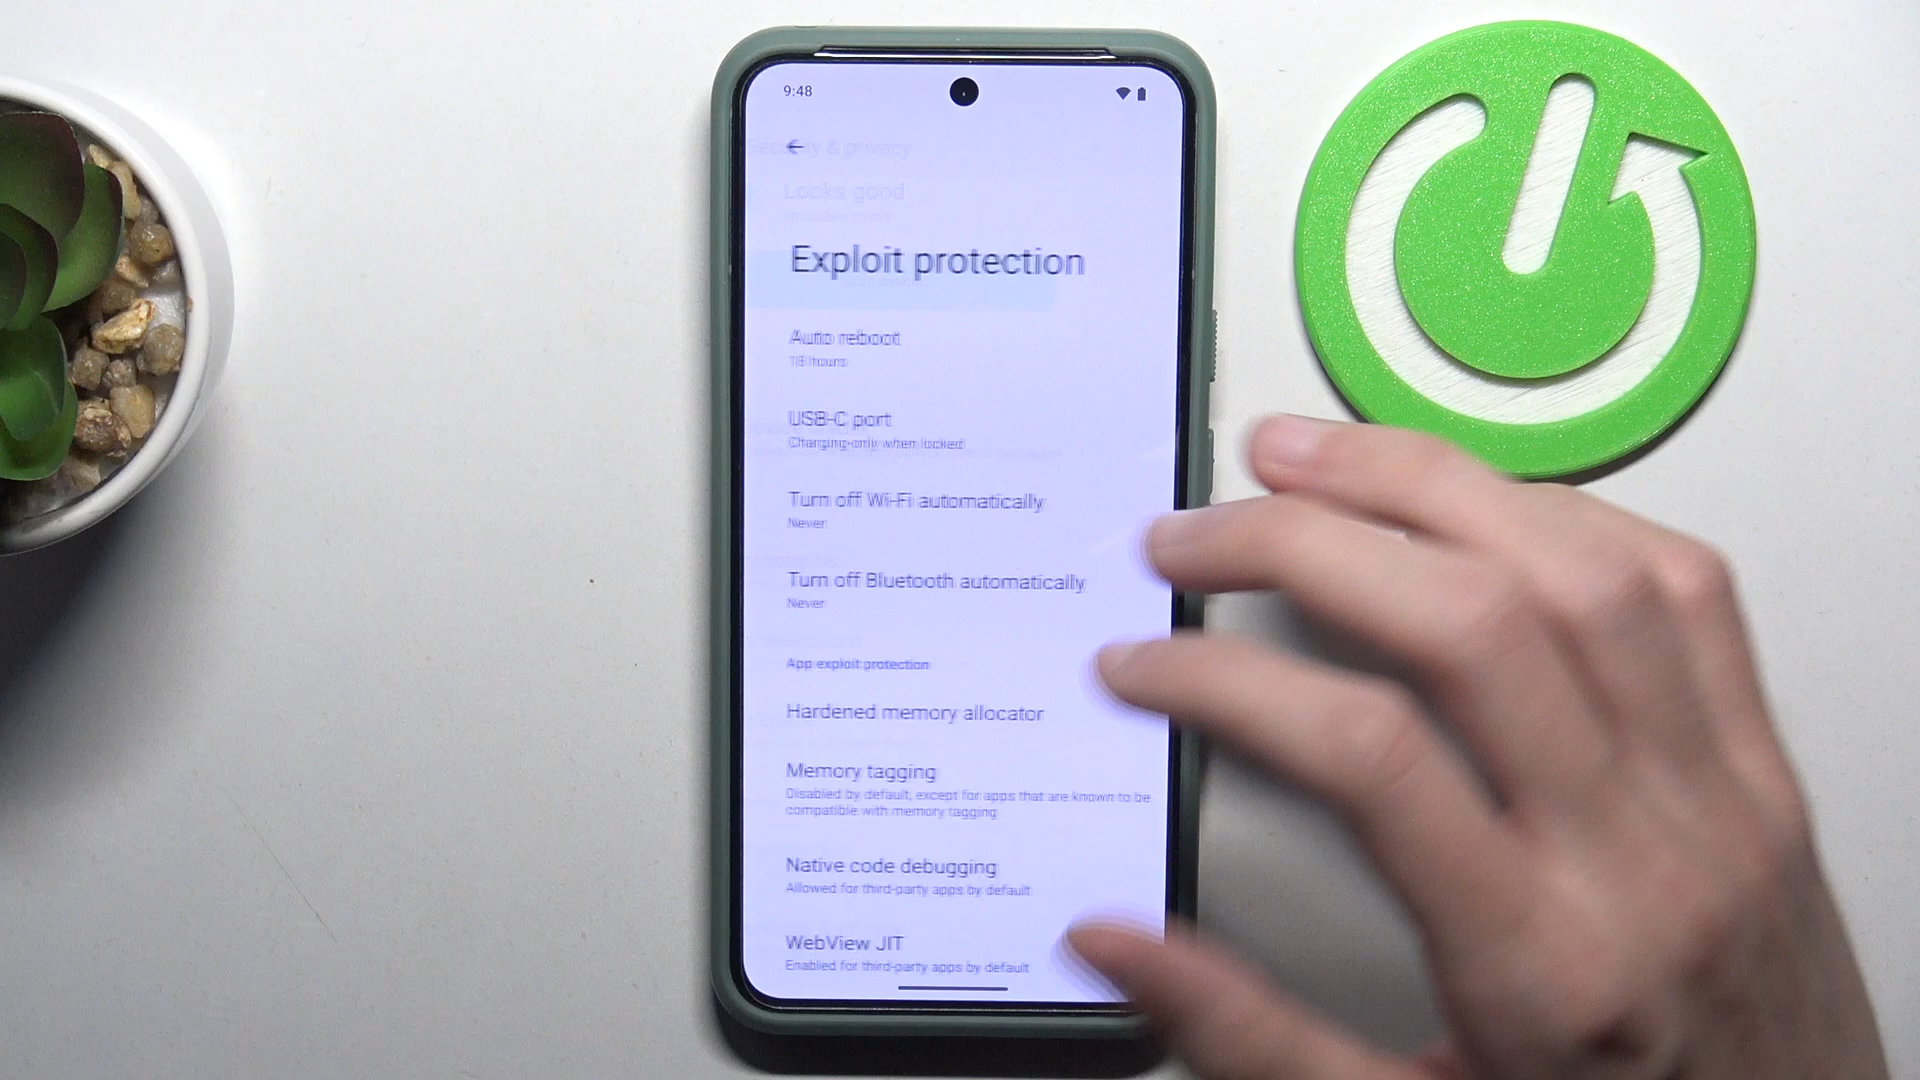 9:48
Security & privacy
Looks good
Exploit protection
Auto reboot
18 hours
USB-C port
Charging-only when locked
Turn off Wi-Fi automatically
Never
Turn off Bluetooth automatically
Never
App exploit protection
Hardened memory allocator
Memory tagging
Disabled by default, except for apps that are known to be
compatible with memory tagging
Native code debugging
Allowed for third-party apps by default
WebView JIT
Enabled for third-party apps by default